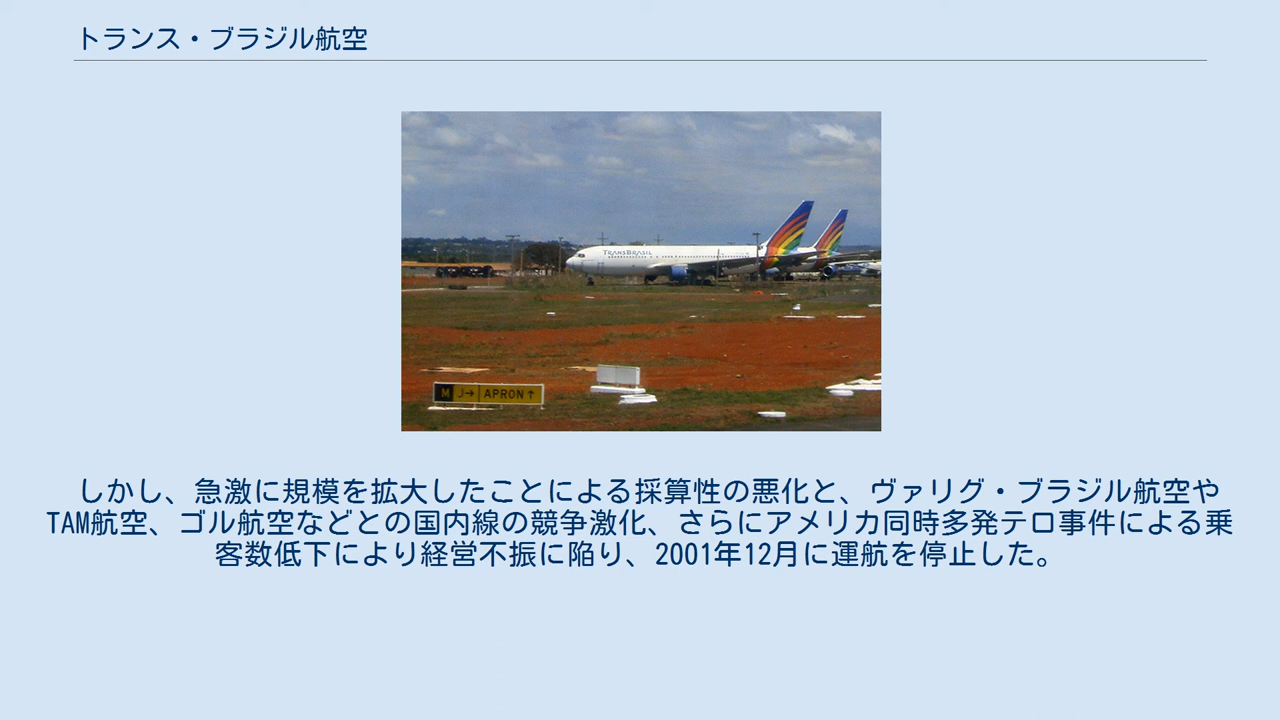 トランス・ブラジル航空
TRANSBRASIL
M J→ APRON↑
しかし、急激に規模を拡大したことによる採算性の悪化と、ヴァリグ・ブラジル航空や
TAM航空、ゴル航空などとの国内線の競争激化、さらにアメリカ同時多発テロ事件による乗
客数低下により経営不振に陥り、2001年12月に運航を停止した。